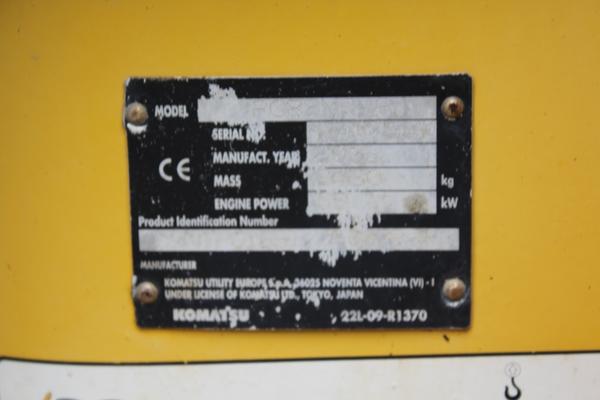 MODEL
SERIAL NO.
MANUFACT. YEAR
CE
MASS kg
ENGINE POWER kW
Product Identification Number
MANUFACTURER
KOMATSU UTILITY EUROPE S.p.A. 36025 NOVENTA VICENTINA (VI) - I
UNDER LICENSE OF KOMATSU LTD., TOKYO, JAPAN
KOMATSU 22L-09-R1370